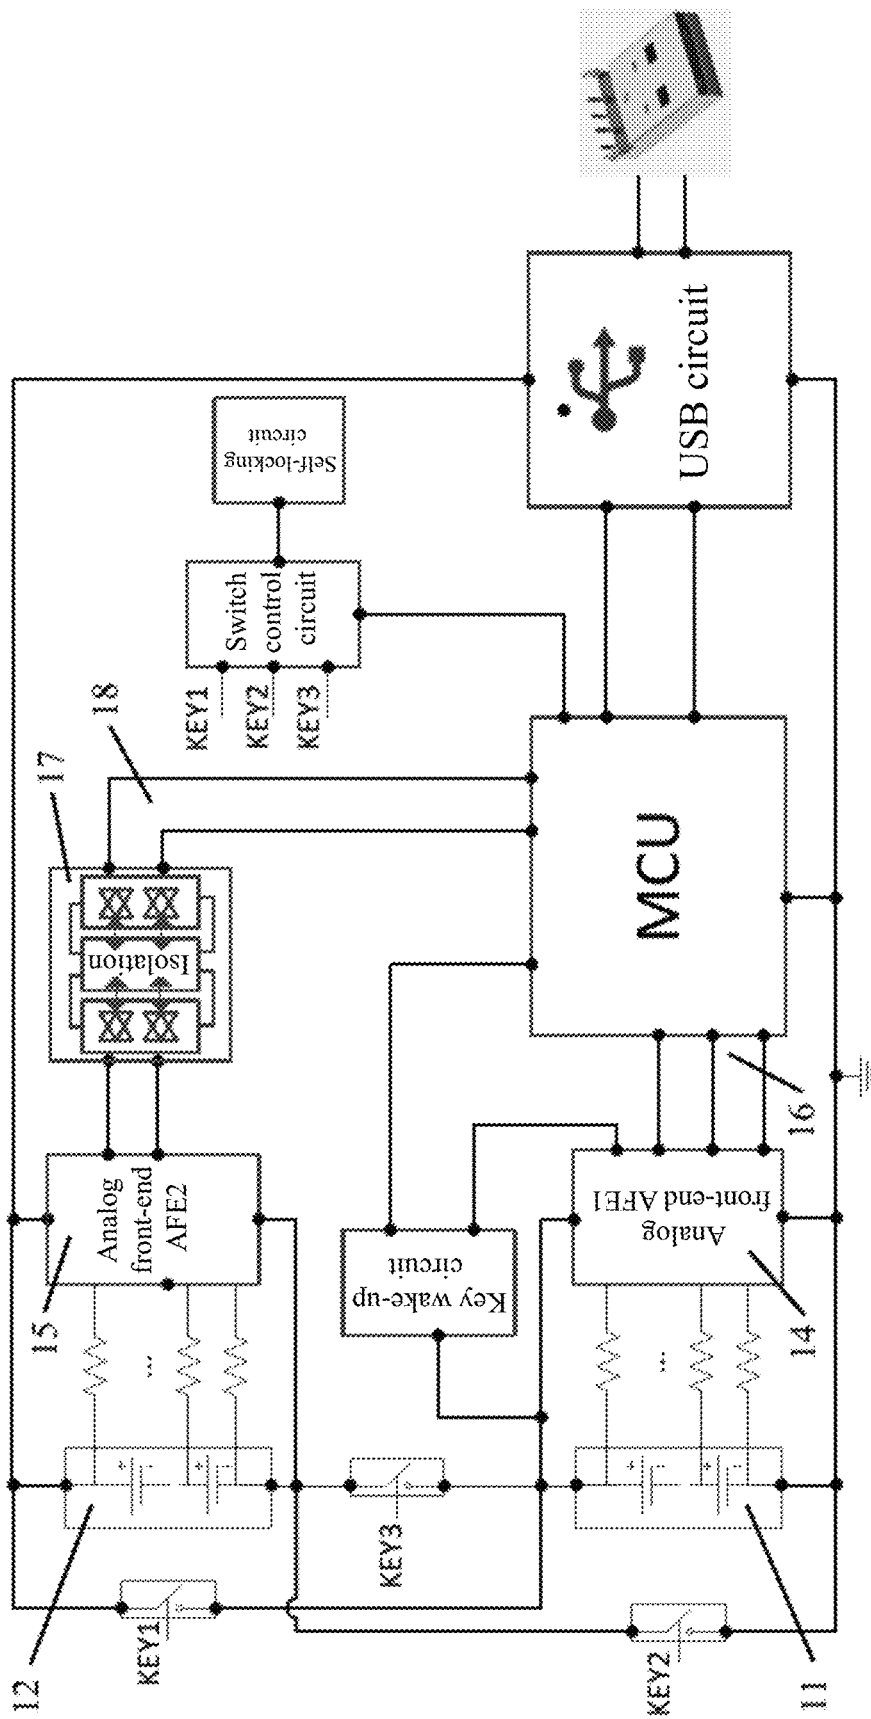 12
KEY1
KEY2
11
KEY3
15
Analog
front-end
AFE2
...
Key wake-up
circuit
14
Analog
front-end AFE1
...
16
17
Isolation
18
KEY1
KEY2
KEY3
Switch
control
circuit
Self-locking
circuit
MCU
USB circuit